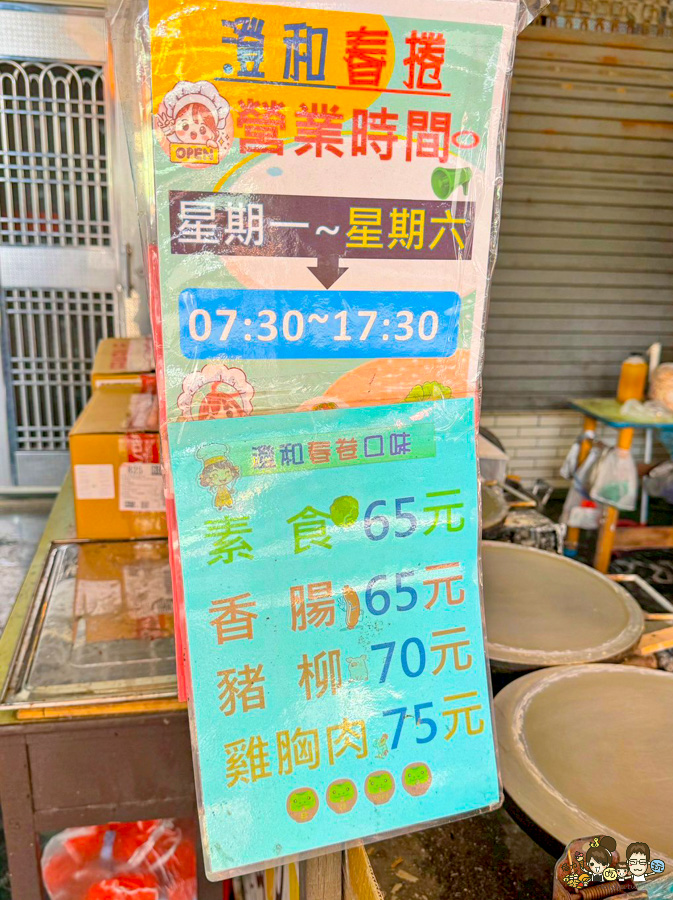 澄和春捲
OPEN
營業時間
星期一~星期六
07:30~17:30
澄和春卷口味
素食 65元
香腸 65元
豬柳 70元
雞胸肉 75元